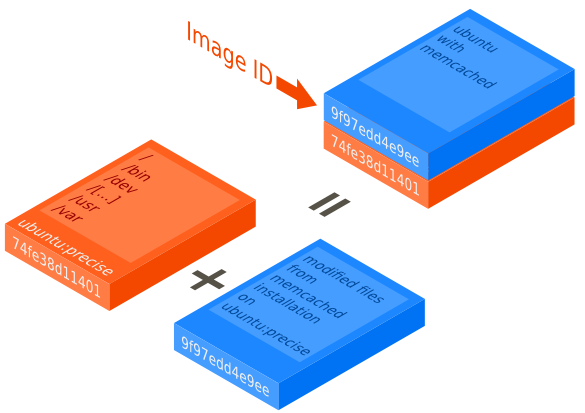 Image ID
ubuntu
with
memcached
9f97edd4e9ee
74fe38d11401
/
/bin
/dev
/[...]
/usr
/var
ubuntu:precise
74fe38d11401
+
=
modified files
from
memcached
installation
on
ubuntu:precise
9f97edd4e9ee